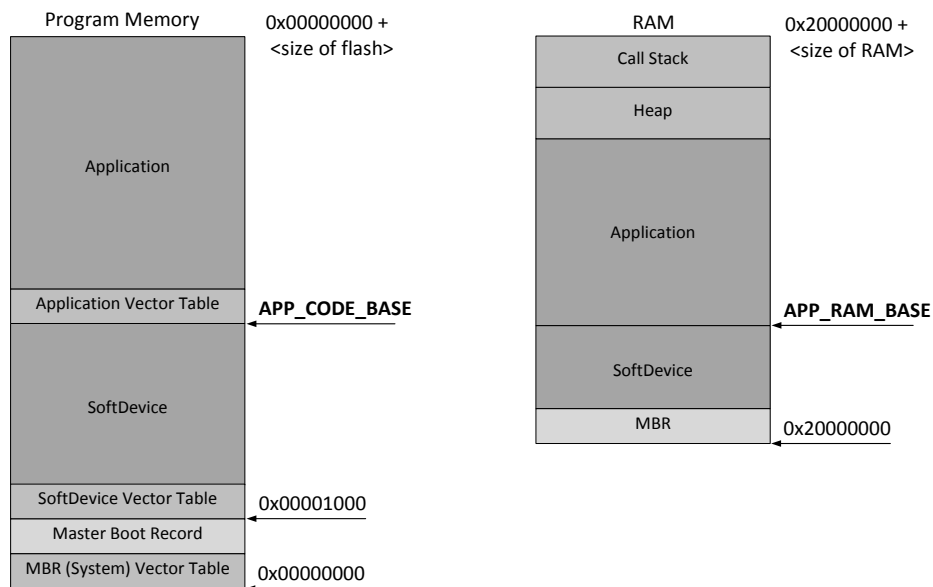 Program Memory
0x00000000 +
<size of flash>
Application
Application Vector Table
APP_CODE_BASE
SoftDevice
SoftDevice Vector Table
0x00001000
Master Boot Record
MBR (System) Vector Table
0x00000000
RAM
0x20000000 +
<size of RAM>
Call Stack
Heap
Application
APP_RAM_BASE
SoftDevice
MBR
0x20000000